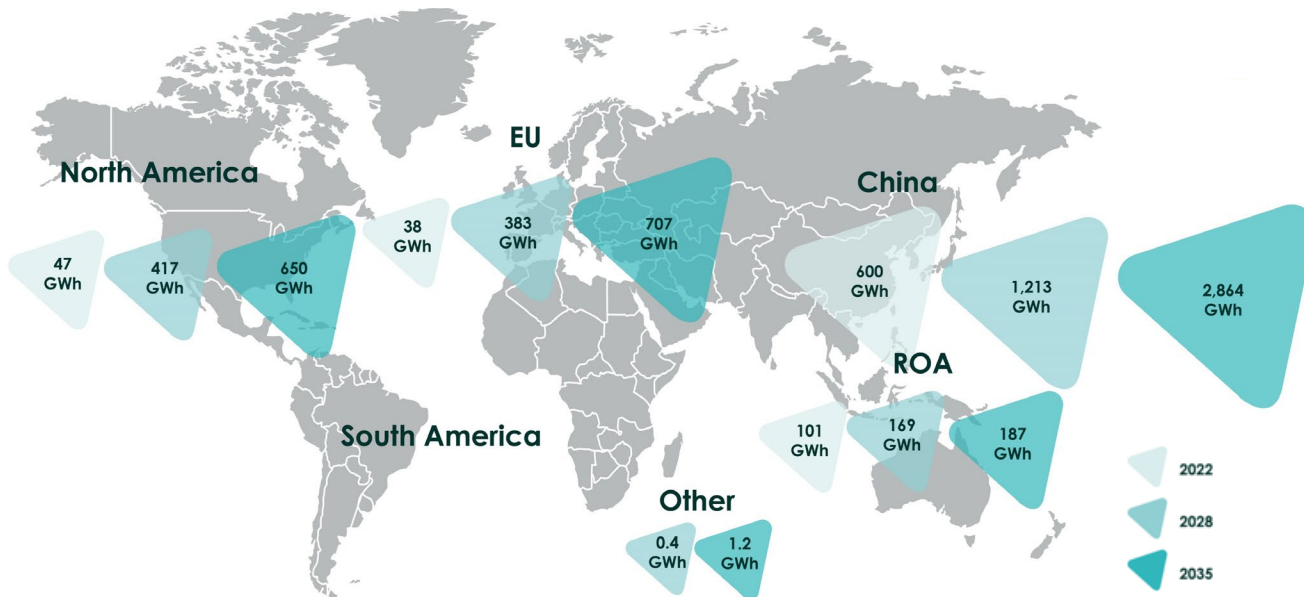 North America
47
GWh
417
GWh
650
GWh
EU
38
GWh
383
GWh
707
GWh
China
600
GWh
1,213
GWh
2,864
GWh
ROA
101
GWh
169
GWh
187
GWh
South America
Other
0.4
GWh
1.2
GWh
2022
2028
2035